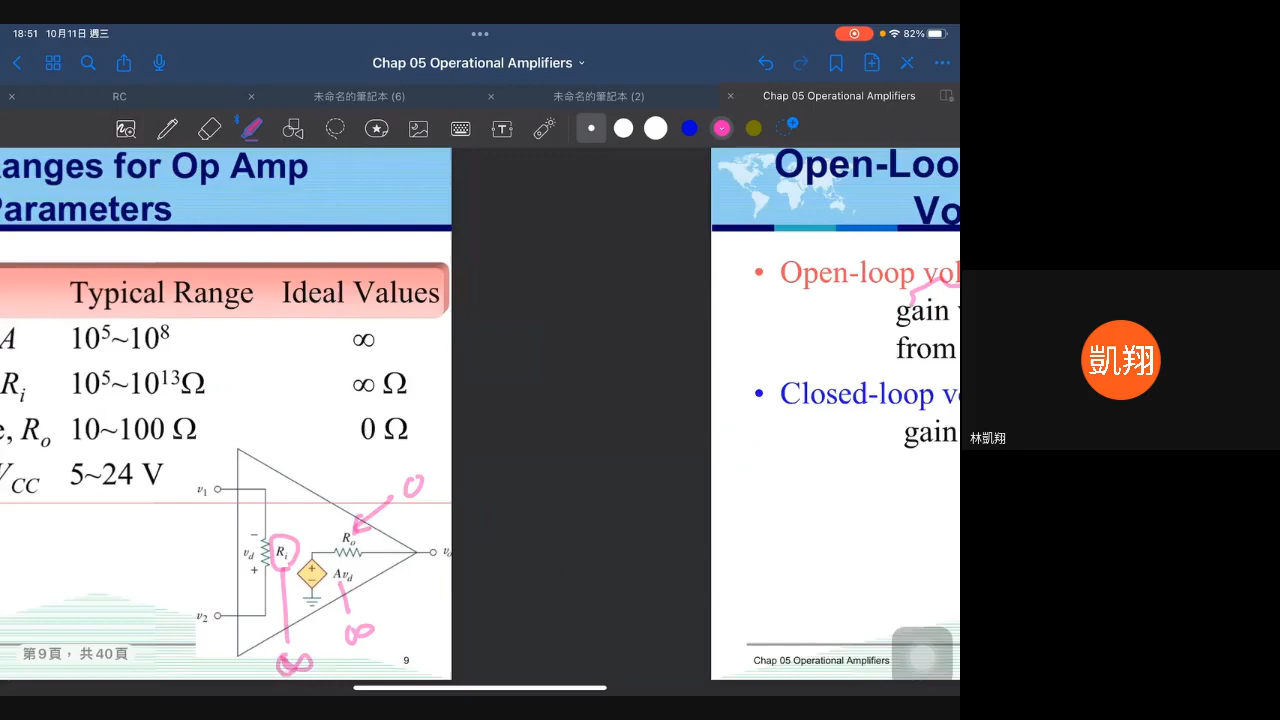 18:51 10月11日 週三
82%
Chap 05 Operational Amplifiers
RC
未命名的筆記本 (6)
未命名的筆記本 (2)
Chap 05 Operational Amplifiers
anges for Op Amp
Parameters
Typical Range Ideal Values
A 10⁵~10⁸ ∞
Rᵢ 10⁵~10¹³Ω ∞ Ω
e, Rₒ 10~100 Ω 0 Ω
V_CC 5~24 V
0
v₁
Rₒ
− v_d + Rᵢ
+ − Av_d
vₒ
v₂
∞
∞
第9頁，共40頁
9
Open-Loo
Vo
• Open-loop vol
gain
from
• Closed-loop v
gain
Chap 05 Operational Amplifiers
凱翔
林凱翔